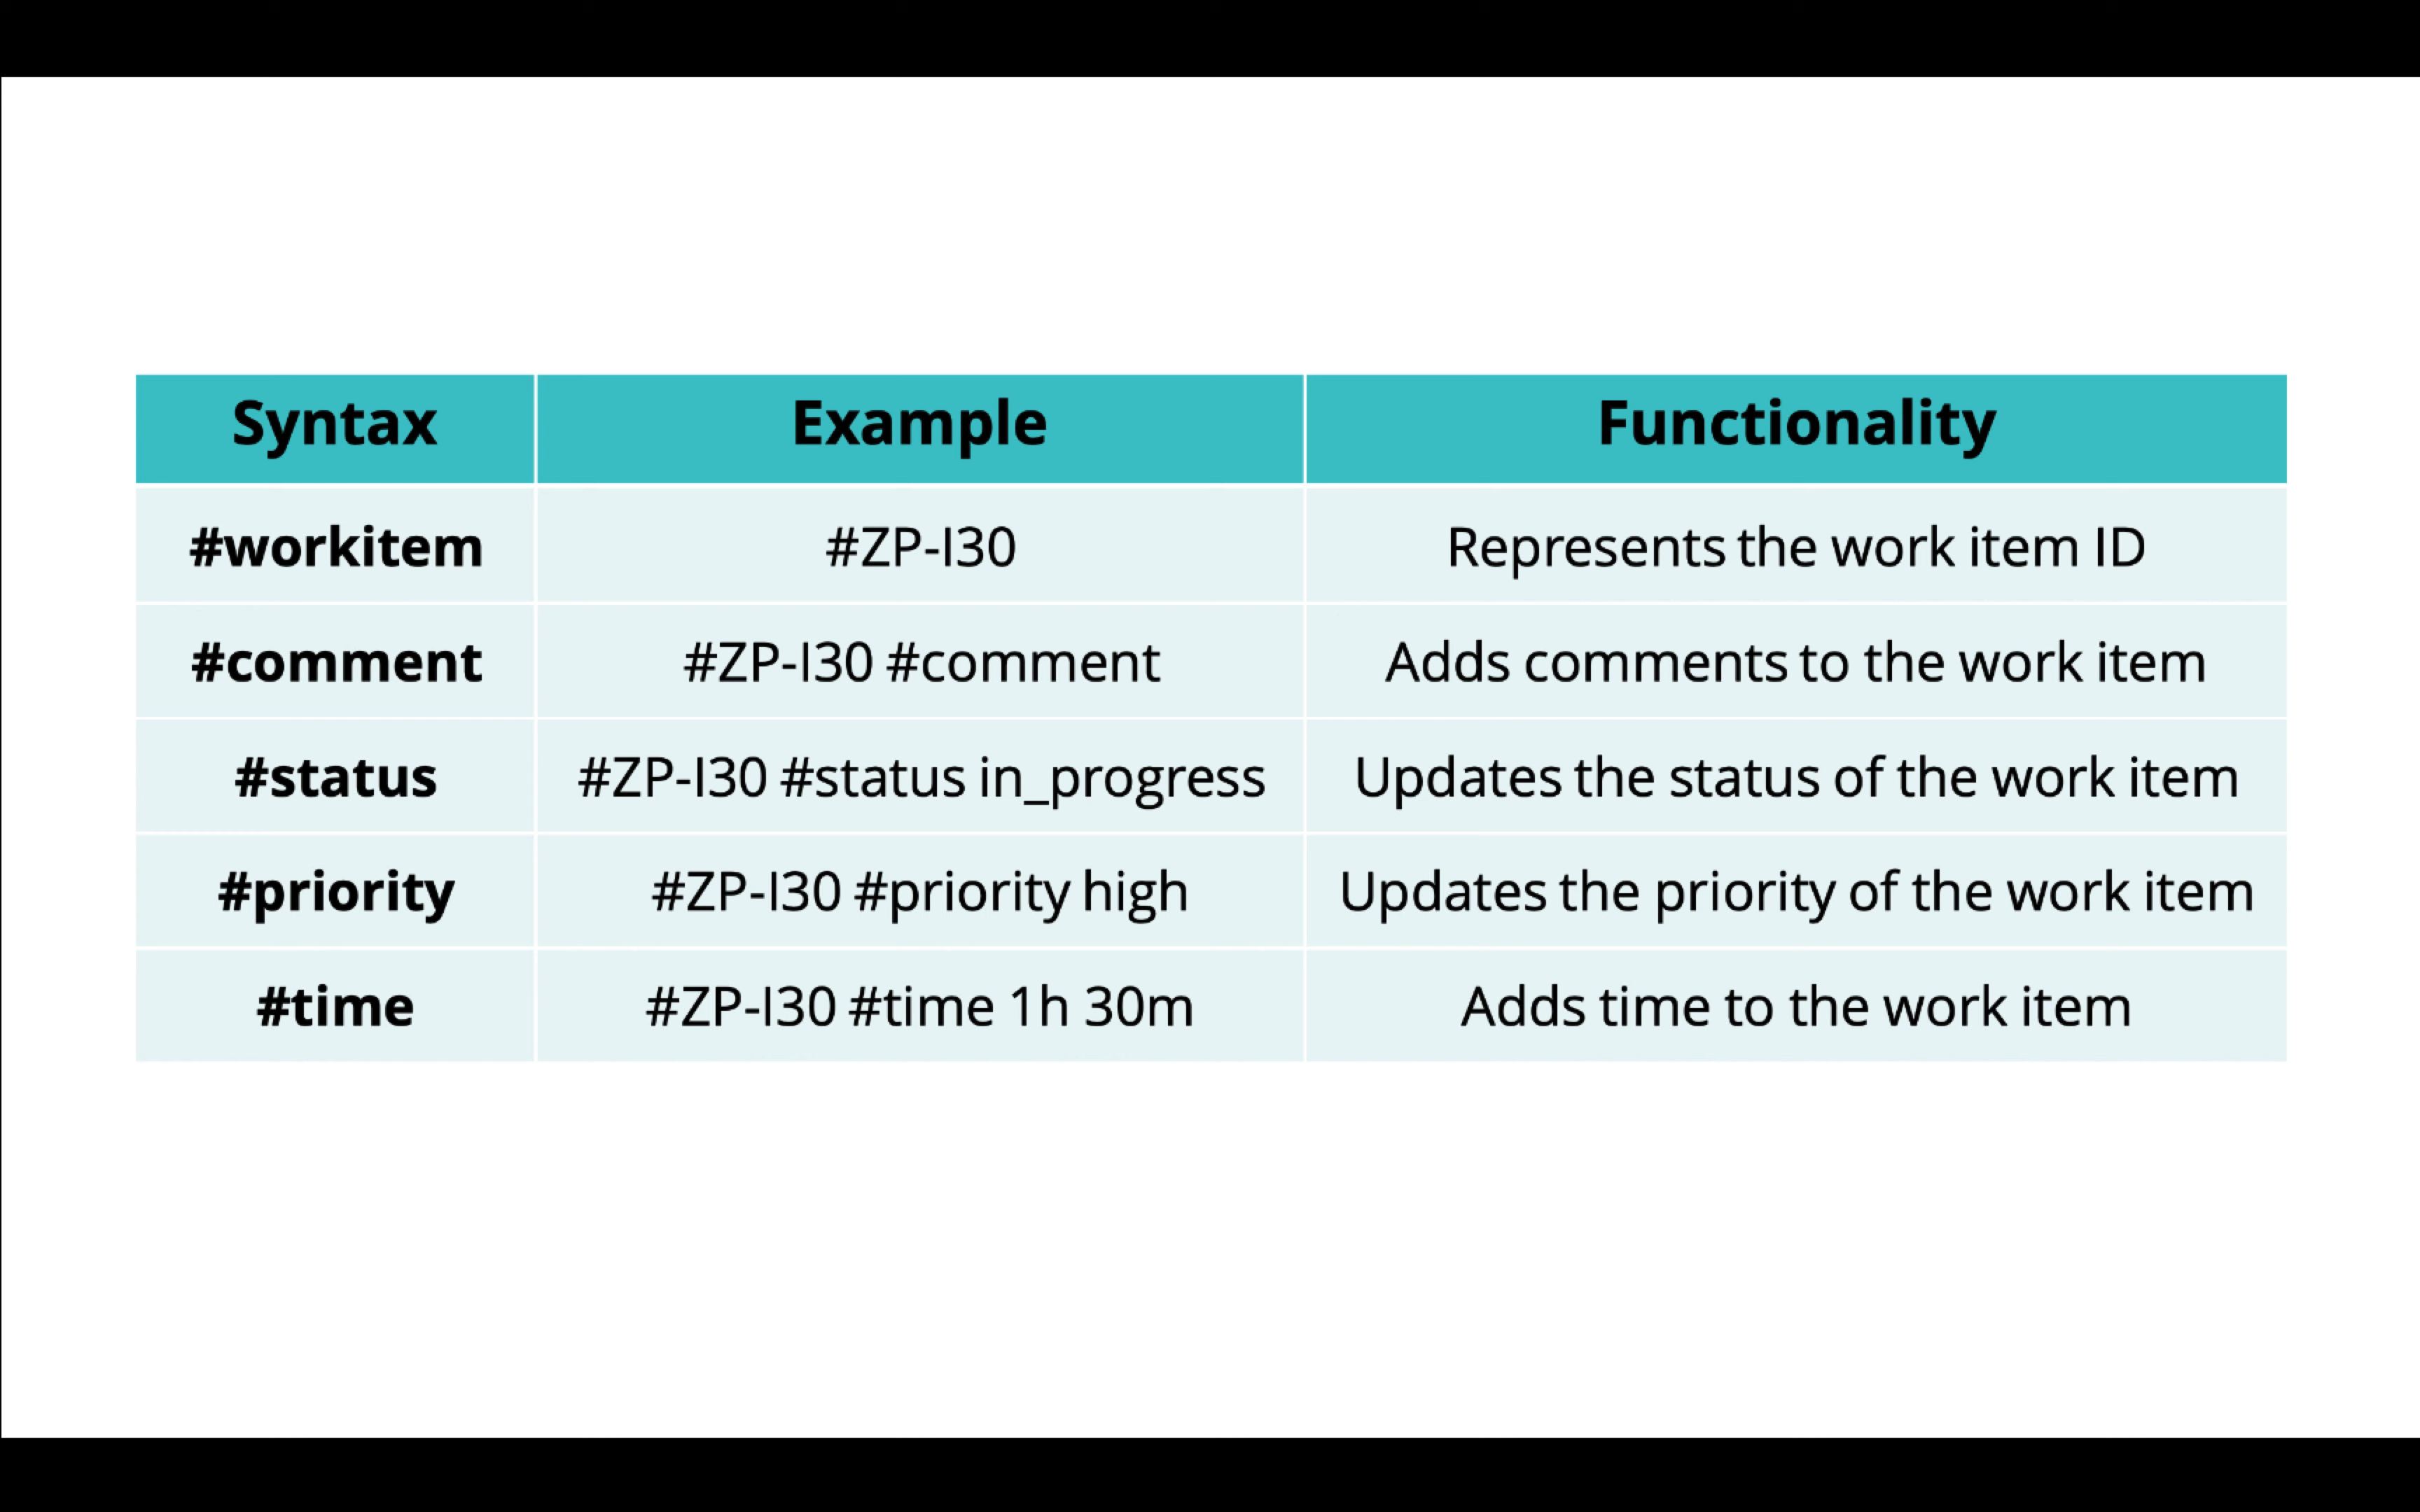 Syntax Example Functionality
#workitem #ZP-I30 Represents the work item ID
#comment #ZP-I30 #comment Adds comments to the work item
#status #ZP-I30 #status in_progress Updates the status of the work item
#priority #ZP-I30 #priority high Updates the priority of the work item
#time #ZP-I30 #time 1h 30m Adds time to the work item